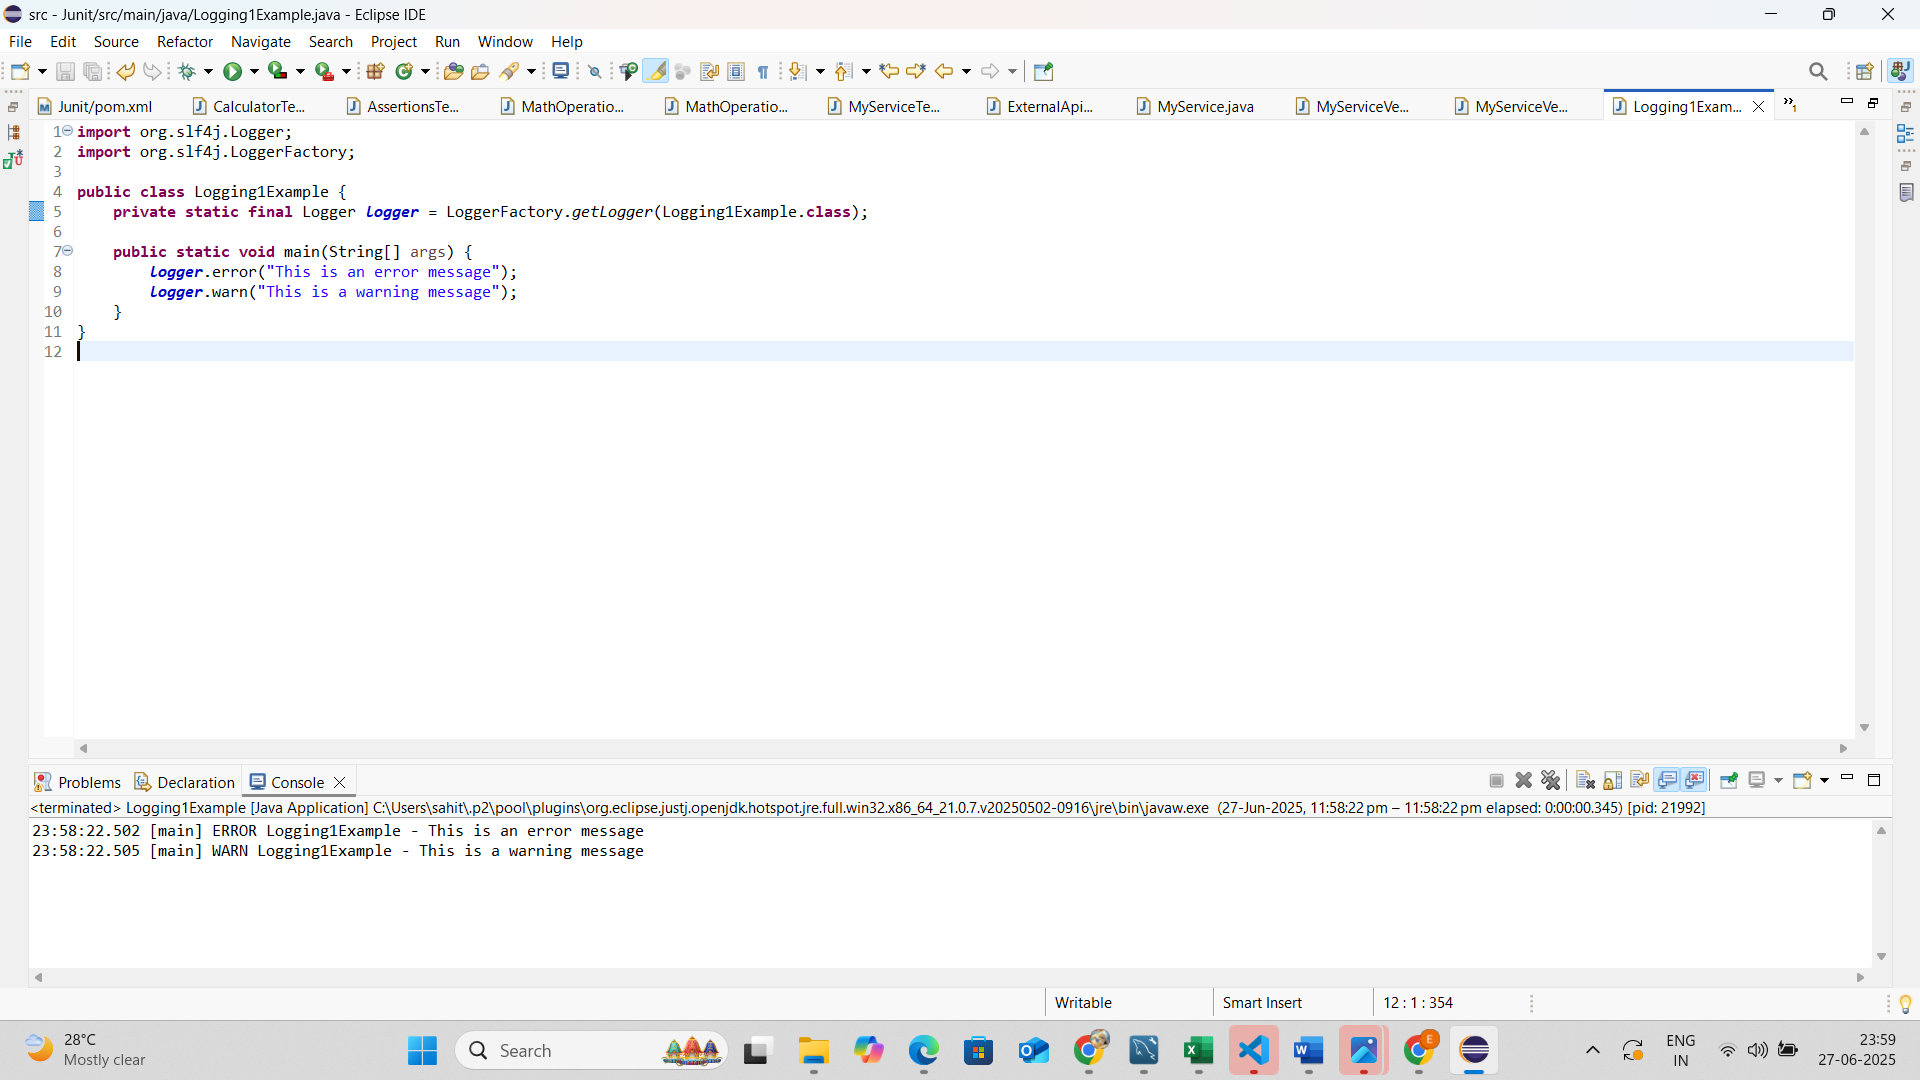 src - Junit/src/main/java/Logging1Example.java - Eclipse IDE
File Edit Source Refactor Navigate Search Project Run Window Help
Junit/pom.xml CalculatorTe... AssertionsTe... MathOperatio... MathOperatio... MyServiceTe... ExternalApi... MyService.java MyServiceVe... MyServiceVe... Logging1Exam... »1
1 import org.slf4j.Logger;
2 import org.slf4j.LoggerFactory;
3
4 public class Logging1Example {
5     private static final Logger logger = LoggerFactory.getLogger(Logging1Example.class);
6
7     public static void main(String[] args) {
8         logger.error("This is an error message");
9         logger.warn("This is a warning message");
10     }
11 }
12
Problems Declaration Console
<terminated> Logging1Example [Java Application] C:\Users\sahit\.p2\pool\plugins\org.eclipse.justj.openjdk.hotspot.jre.full.win32.x86_64_21.0.7.v20250502-0916\jre\bin\javaw.exe (27-Jun-2025, 11:58:22 pm – 11:58:22 pm elapsed: 0:00:00.345) [pid: 21992]
23:58:22.502 [main] ERROR Logging1Example - This is an error message
23:58:22.505 [main] WARN Logging1Example - This is a warning message
Writable Smart Insert 12 : 1 : 354
28°C
Mostly clear
Search
ENG
IN
23:59
27-06-2025